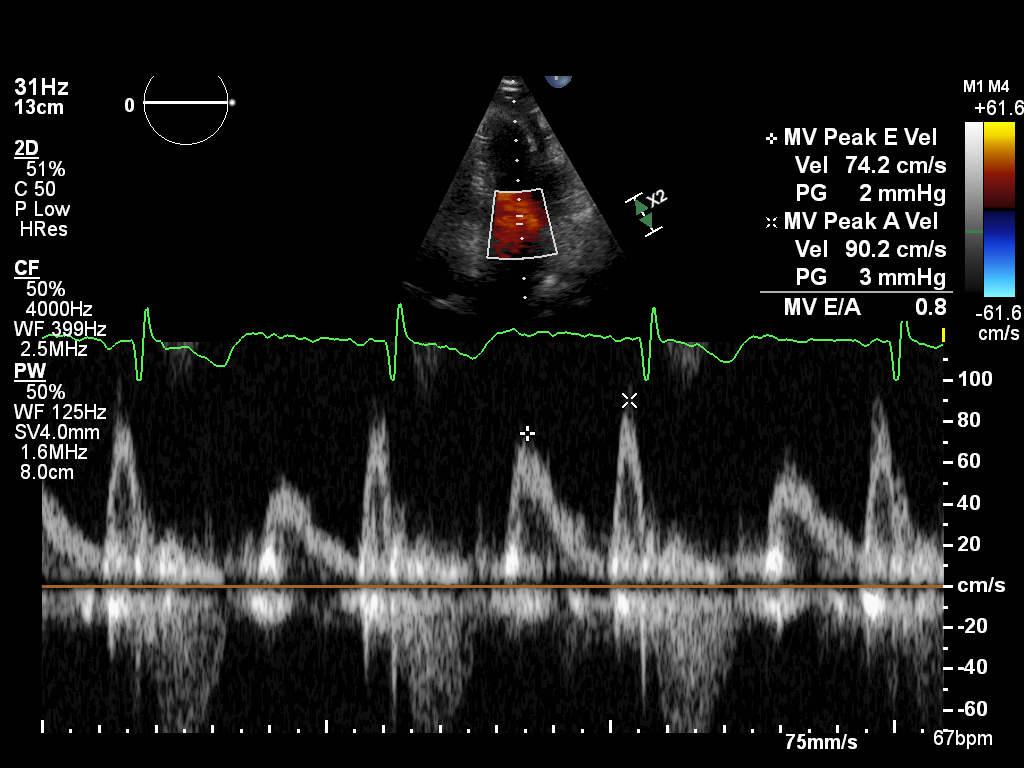 31Hz
13cm
0
2D
51%
C 50
P Low
HRes
CF
50%
4000Hz
WF 399Hz
2.5MHz
PW
50%
WF 125Hz
SV4.0mm
1.6MHz
8.0cm
X2
MV Peak E Vel
Vel 74.2 cm/s
PG 2 mmHg
MV Peak A Vel
Vel 90.2 cm/s
PG 3 mmHg
MV E/A 0.8
M1 M4
+61.6
-61.6
cm/s
100
80
60
40
20
cm/s
-20
-40
-60
75mm/s
67bpm